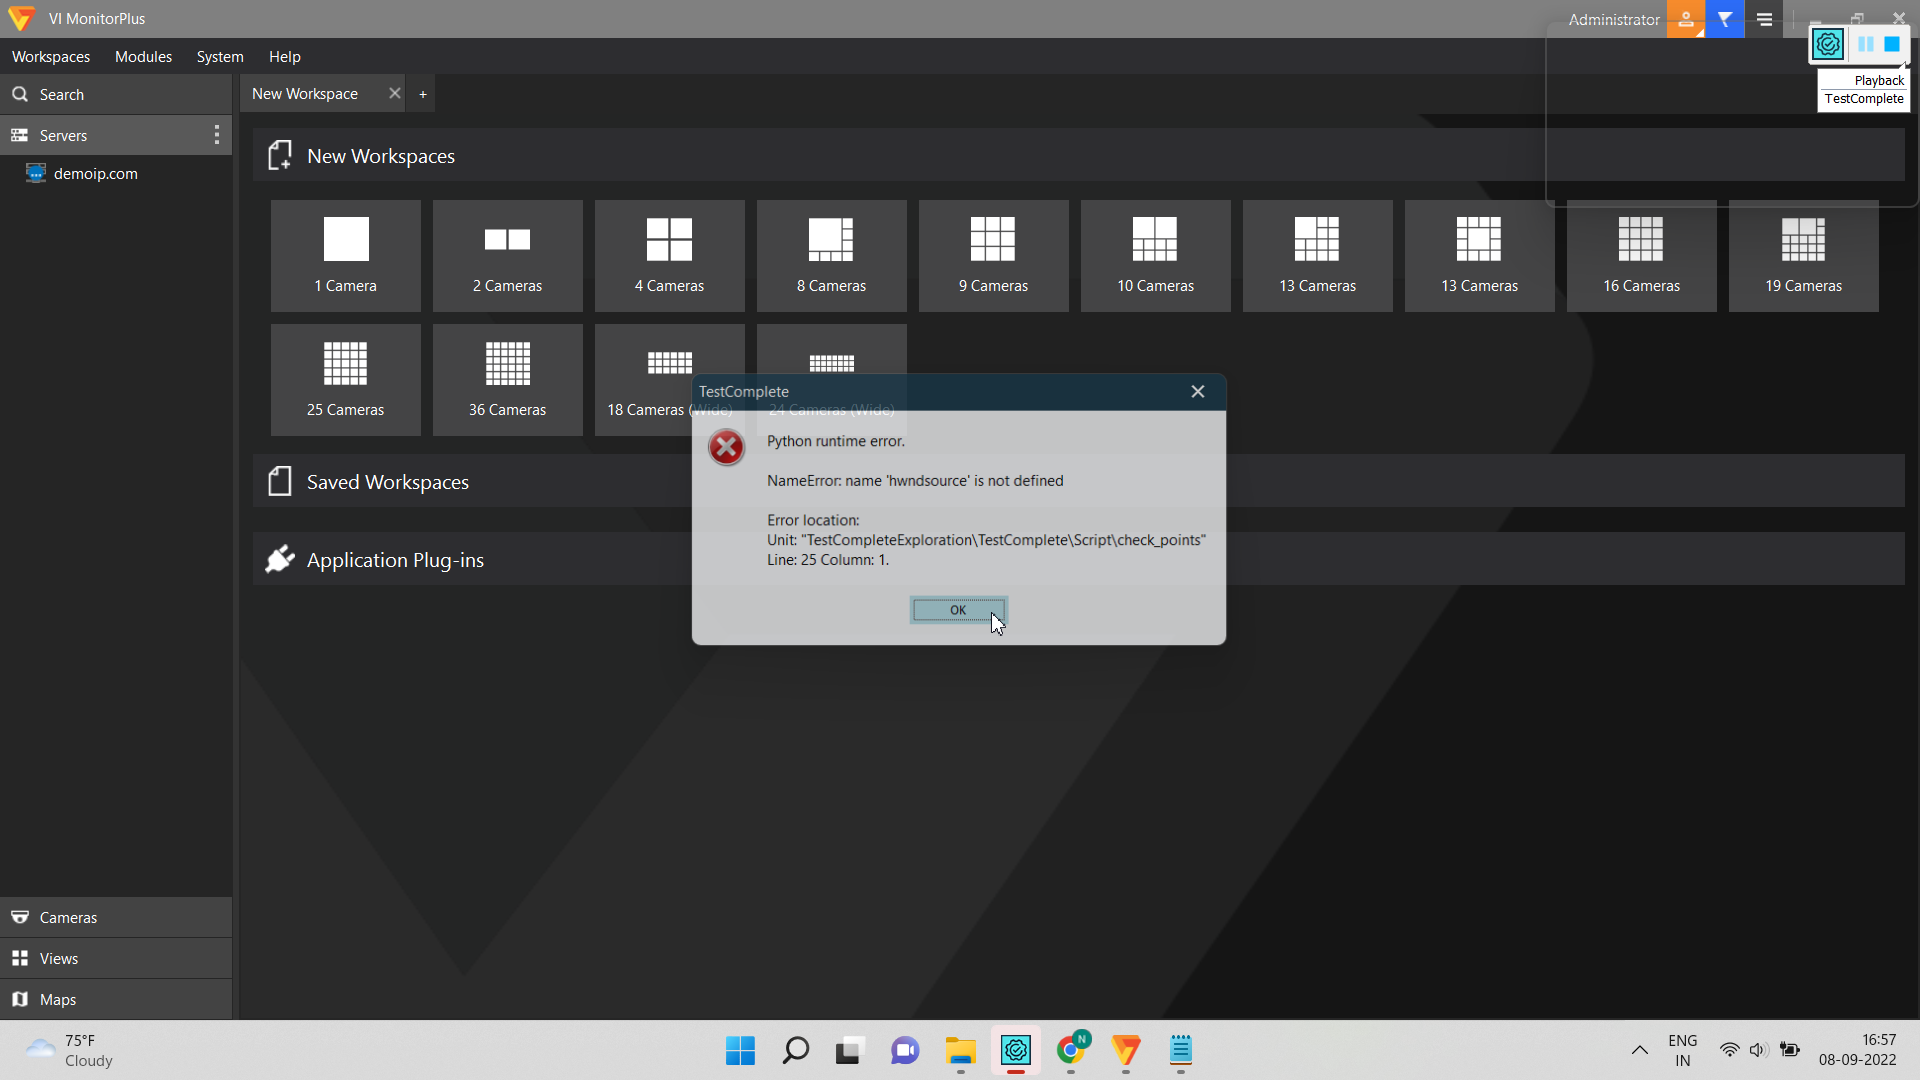 VI MonitorPlus
Administrator
Workspaces Modules System Help
Playback
TestComplete
Search
New Workspace
+
Servers
demoip.com
New Workspaces
1 Camera
2 Cameras
4 Cameras
8 Cameras
9 Cameras
10 Cameras
13 Cameras
13 Cameras
16 Cameras
19 Cameras
25 Cameras
36 Cameras
18 Cameras (Wide)
24 Cameras (Wide)
TestComplete
Python runtime error.
NameError: name 'hwndsource' is not defined
Error location:
Unit: "TestCompleteExploration\TestComplete\Script\check_points"
Line: 25 Column: 1.
OK
Saved Workspaces
Application Plug-ins
Cameras
Views
Maps
75°F
Cloudy
N
ENG
IN
16:57
08-09-2022